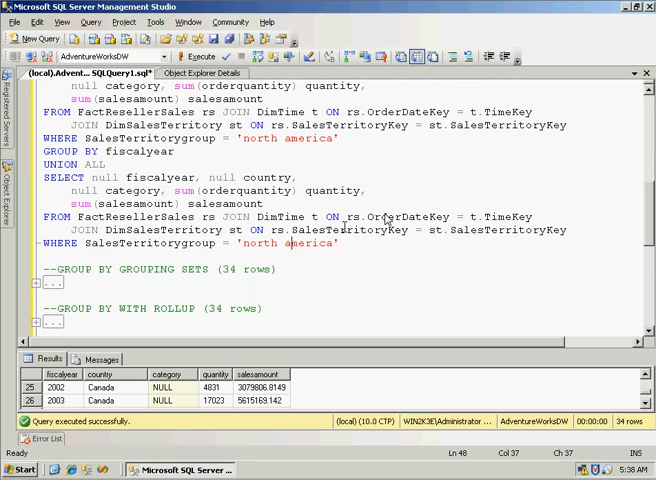 Microsoft SQL Server Management Studio
File Edit View Query Project Tools Window Community Help
New Query
AdventureWorksDW Execute
(local).Advent... SQLQuery1.sql* Object Explorer Details
Registered Servers
Object Explorer
null category, sum(orderquantity) quantity,
sum(salesamount) salesamount
FROM FactResellerSales rs JOIN DimTime t ON rs.OrderDateKey = t.TimeKey
JOIN DimSalesTerritory st ON rs.SalesTerritoryKey = st.SalesTerritoryKey
WHERE SalesTerritorygroup = 'north america'
GROUP BY fiscalyear
UNION ALL
SELECT null fiscalyear, null country,
null category, sum(orderquantity) quantity,
sum(salesamount) salesamount
FROM FactResellerSales rs JOIN DimTime t ON rs.OrderDateKey = t.TimeKey
JOIN DimSalesTerritory st ON rs.SalesTerritoryKey = st.SalesTerritoryKey
WHERE SalesTerritorygroup = 'north america'
--GROUP BY GROUPING SETS (34 rows)
...
--GROUP BY WITH ROLLUP (34 rows)
...
Results Messages
fiscalyear country category quantity salesamount
25 2002 Canada NULL 4831 3079806.8149
26 2003 Canada NULL 17023 5615169.142
Query executed successfully. (local) (10.0 CTP) WIN2K3E\Administrator ... AdventureWorksDW 00:00:00 34 rows
Error List
Ready Ln 48 Col 37 Ch 37 INS
Start Microsoft SQL Server ... 5:38 AM